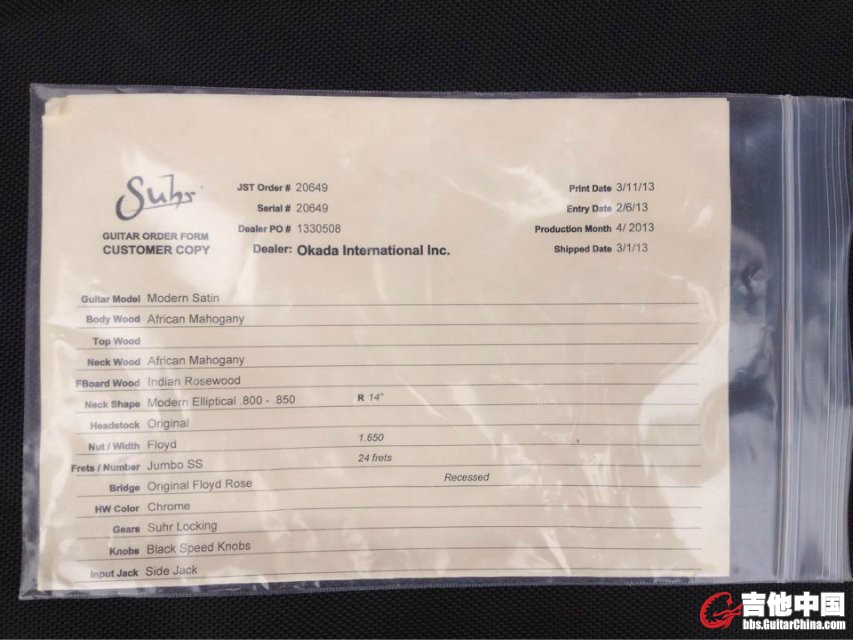 Suhr
GUITAR ORDER FORM
CUSTOMER COPY
JST Order # 20649
Serial # 20649
Dealer PO # 1330508
Dealer: Okada International Inc.
Print Date 3/11/13
Entry Date 2/6/13
Production Month 4/ 2013
Shipped Date 3/1/13
Guitar Model Modern Satin
Body Wood African Mahogany
Top Wood
Neck Wood African Mahogany
FBoard Wood Indian Rosewood
Neck Shape Modern Elliptical .800 - .850 R 14"
Headstock Original
Nut / Width Floyd 1.650
Frets / Number Jumbo SS 24 frets
Bridge Original Floyd Rose Recessed
HW Color Chrome
Gears Suhr Locking
Knobs Black Speed Knobs
Input Jack Side Jack
吉他中国
bbs.GuitarChina.com